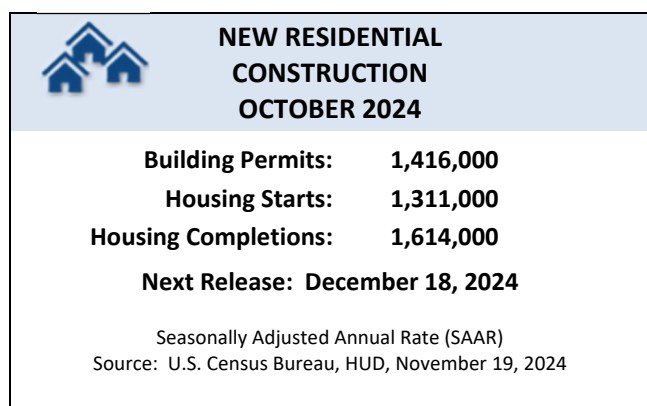 NEW RESIDENTIAL
CONSTRUCTION
OCTOBER 2024
Building Permits: 1,416,000
Housing Starts: 1,311,000
Housing Completions: 1,614,000
Next Release: December 18, 2024
Seasonally Adjusted Annual Rate (SAAR)
Source: U.S. Census Bureau, HUD, November 19, 2024